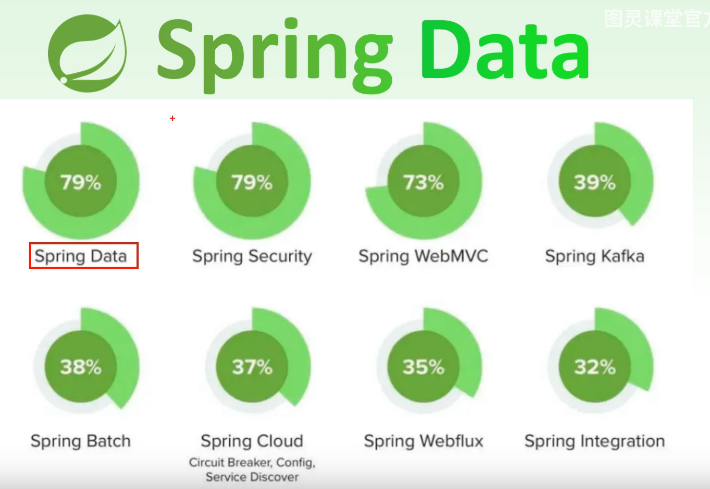 图灵课堂官方
Spring Data
79%
79%
73%
39%
Spring Data
Spring Security
Spring WebMVC
Spring Kafka
38%
37%
35%
32%
Spring Batch
Spring Cloud
Spring Webflux
Spring Integration
Circuit Breaker, Config,
Service Discover